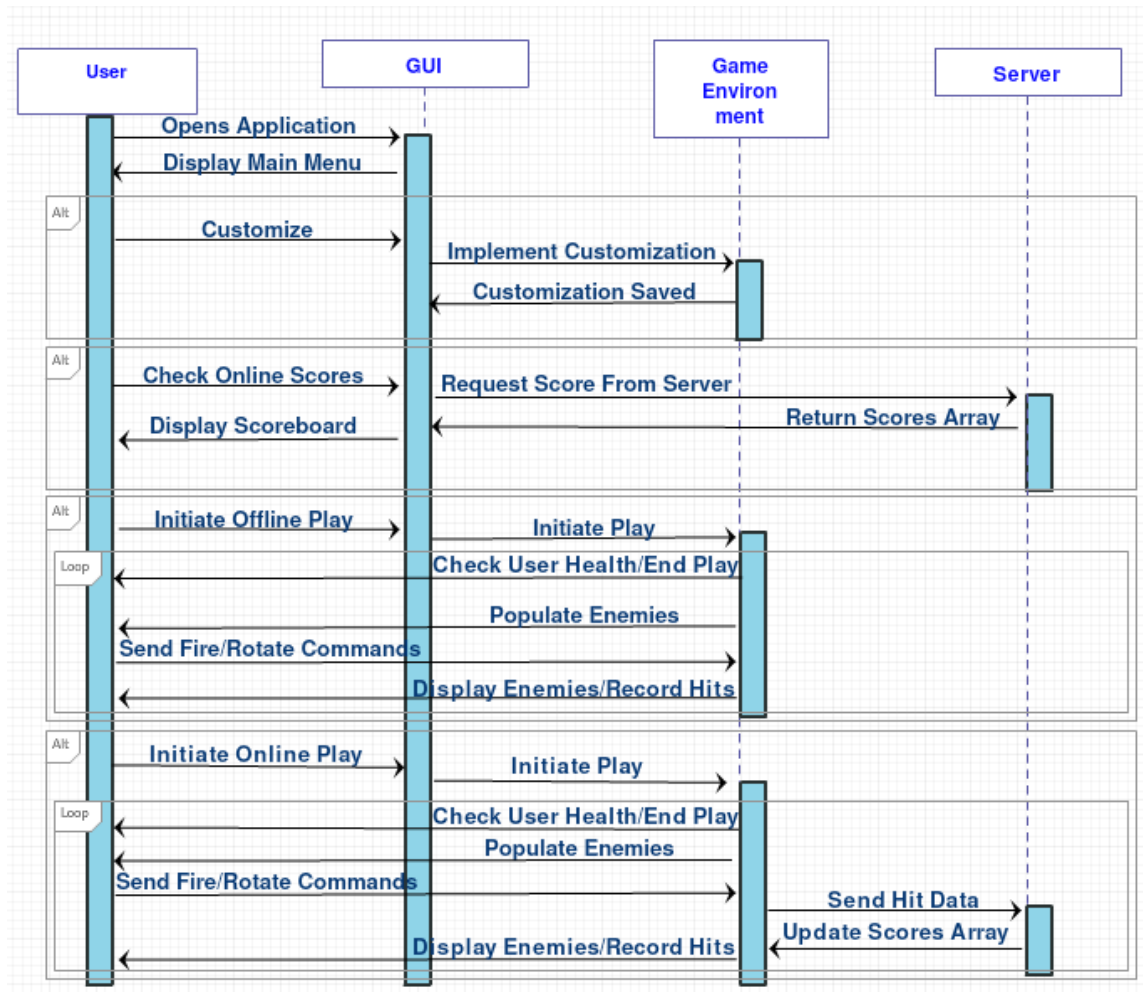 User
GUI
Game
Environ
ment
Server
Opens Application
Display Main Menu
Alt
Customize
Implement Customization
Customization Saved
Alt
Check Online Scores
Request Score From Server
Return Scores Array
Display Scoreboard
Alt
Initiate Offline Play
Initiate Play
Loop
Check User Health/End Play
Populate Enemies
Send Fire/Rotate Commands
Display Enemies/Record Hits
Alt
Initiate Online Play
Initiate Play
Loop
Check User Health/End Play
Populate Enemies
Send Fire/Rotate Commands
Send Hit Data
Update Scores Array
Display Enemies/Record Hits